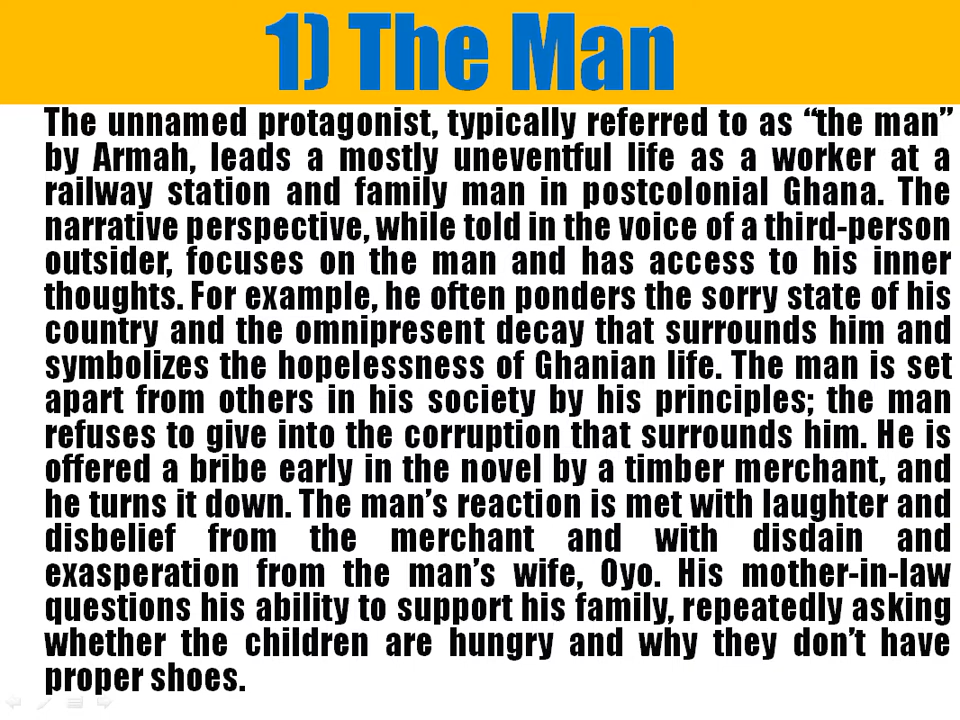 1) The Man
The unnamed protagonist, typically referred to as “the man”
by Armah, leads a mostly uneventful life as a worker at a
railway station and family man in postcolonial Ghana. The
narrative perspective, while told in the voice of a third-person
outsider, focuses on the man and has access to his inner
thoughts. For example, he often ponders the sorry state of his
country and the omnipresent decay that surrounds him and
symbolizes the hopelessness of Ghanian life. The man is set
apart from others in his society by his principles; the man
refuses to give into the corruption that surrounds him. He is
offered a bribe early in the novel by a timber merchant, and
he turns it down. The man’s reaction is met with laughter and
disbelief from the merchant and with disdain and
exasperation from the man’s wife, Oyo. His mother-in-law
questions his ability to support his family, repeatedly asking
whether the children are hungry and why they don’t have
proper shoes.